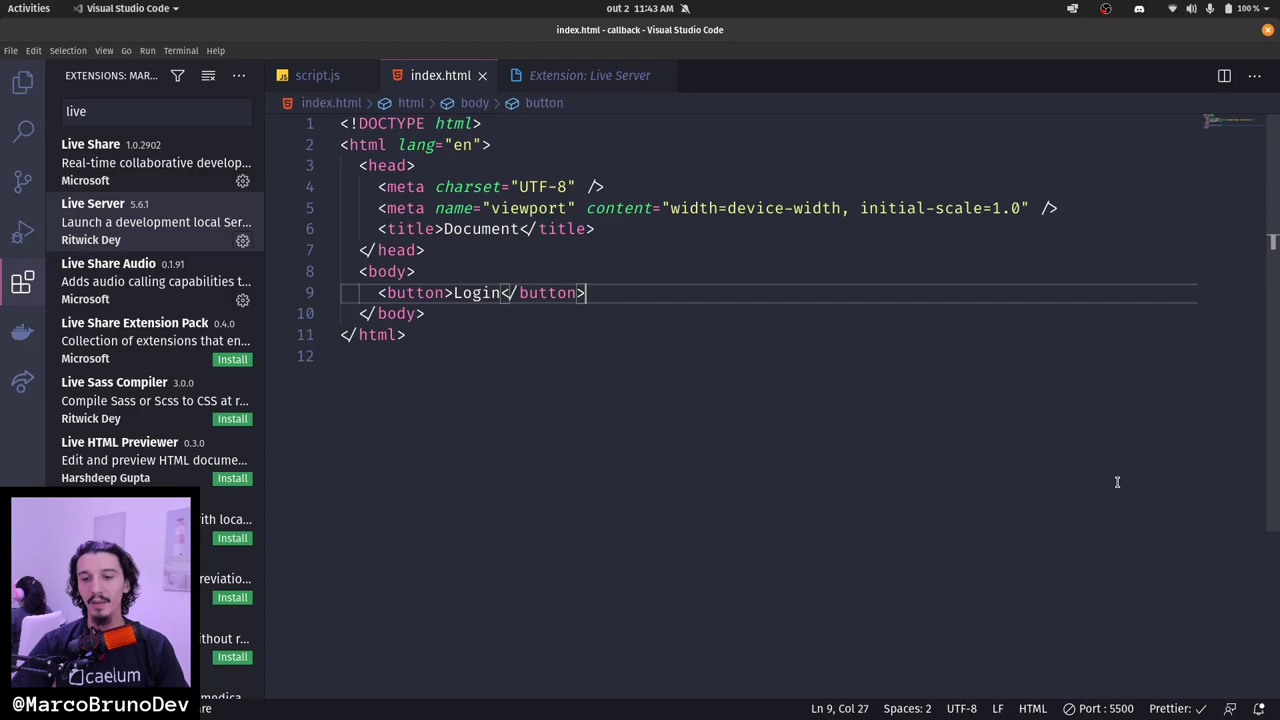 Activities
Visual Studio Code
out 2 11:43 AM
100 %
index.html - callback - Visual Studio Code
File Edit Selection View Go Run Terminal Help
EXTENSIONS: MAR...
live
Live Share 1.0.2902
Real-time collaborative develop...
Microsoft
Live Server 5.6.1
Launch a development local Ser...
Ritwick Dey
Live Share Audio 0.1.91
Adds audio calling capabilities t...
Microsoft
Live Share Extension Pack 0.4.0
Collection of extensions that en...
Microsoft Install
Live Sass Compiler 3.0.0
Compile Sass or Scss to CSS at r...
Ritwick Dey Install
Live HTML Previewer 0.3.0
Edit and preview HTML docume...
Harshdeep Gupta Install
with loca...
Install
breviatio...
Install
without r...
Install
script.js
index.html
Extension: Live Server
index.html > html > body > button
1 <!DOCTYPE html>
2 <html lang="en">
3 <head>
4 <meta charset="UTF-8" />
5 <meta name="viewport" content="width=device-width, initial-scale=1.0" />
6 <title>Document</title>
7 </head>
8 <body>
9 <button>Login</button>
10 </body>
11 </html>
12
caelum
@MarcoBrunoDev
Ln 9, Col 27 Spaces: 2 UTF-8 LF HTML Port : 5500 Prettier: ✓